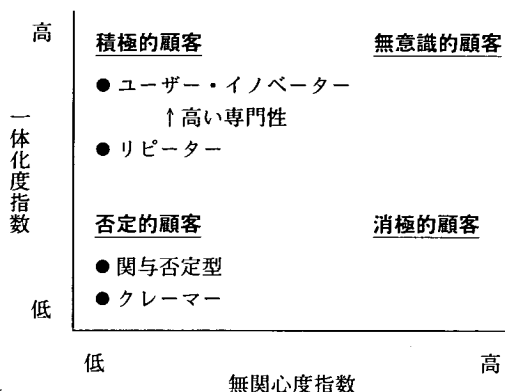 高
積極的顧客 無意識的顧客
●ユーザー・イノベーター
↑高い専門性
●リピーター
一体化度指数
否定的顧客 消極的顧客
●関与否定型
●クレーマー
低
低 高
無関心度指数